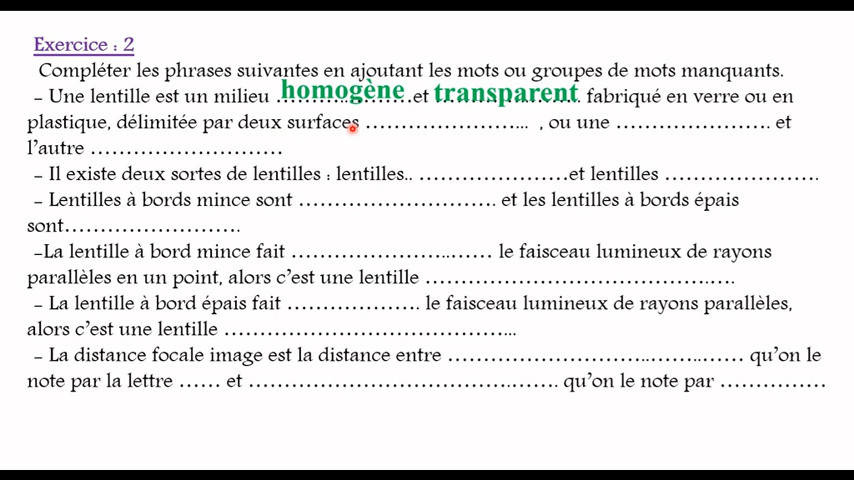 Exercice : 2
Compléter les phrases suivantes en ajoutant les mots ou groupes de mots manquants.
– Une lentille est un milieu homogène et transparent fabriqué en verre ou en
plastique, délimitée par deux surfaces ........................ , ou une ........................ et
l'autre ..............................
– Il existe deux sortes de lentilles : lentilles.. ........................et lentilles ........................
– Lentilles à bords mince sont .............................. et les lentilles à bords épais
sont..............................
–La lentille à bord mince fait .............................. le faisceau lumineux de rayons
parallèles en un point, alors c'est une lentille ..............................
– La lentille à bord épais fait ..................... le faisceau lumineux de rayons parallèles,
alors c'est une lentille ..............................
– La distance focale image est la distance entre .............................. qu'on le
note par la lettre ...... et .............................. qu'on le note par ................